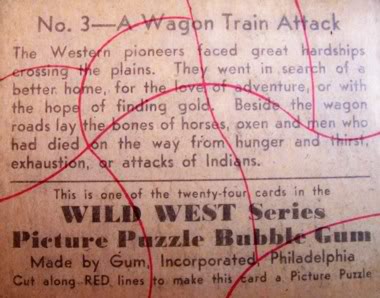 No. 3—A Wagon Train Attack
The Western pioneers faced great hardships
crossing the plains. They went in search of a
better home, for the love of adventure, or with
the hope of finding gold. Beside the wagon
roads lay the bones of horses, oxen and men who
had died on the way from hunger and thirst,
exhaustion, or attacks of Indians.
This is one of the twenty-four cards in the
WILD WEST Series
Picture Puzzle Bubble Gum
Made by Gum, Incorporated, Philadelphia
Cut along RED lines to make this card a Picture Puzzle